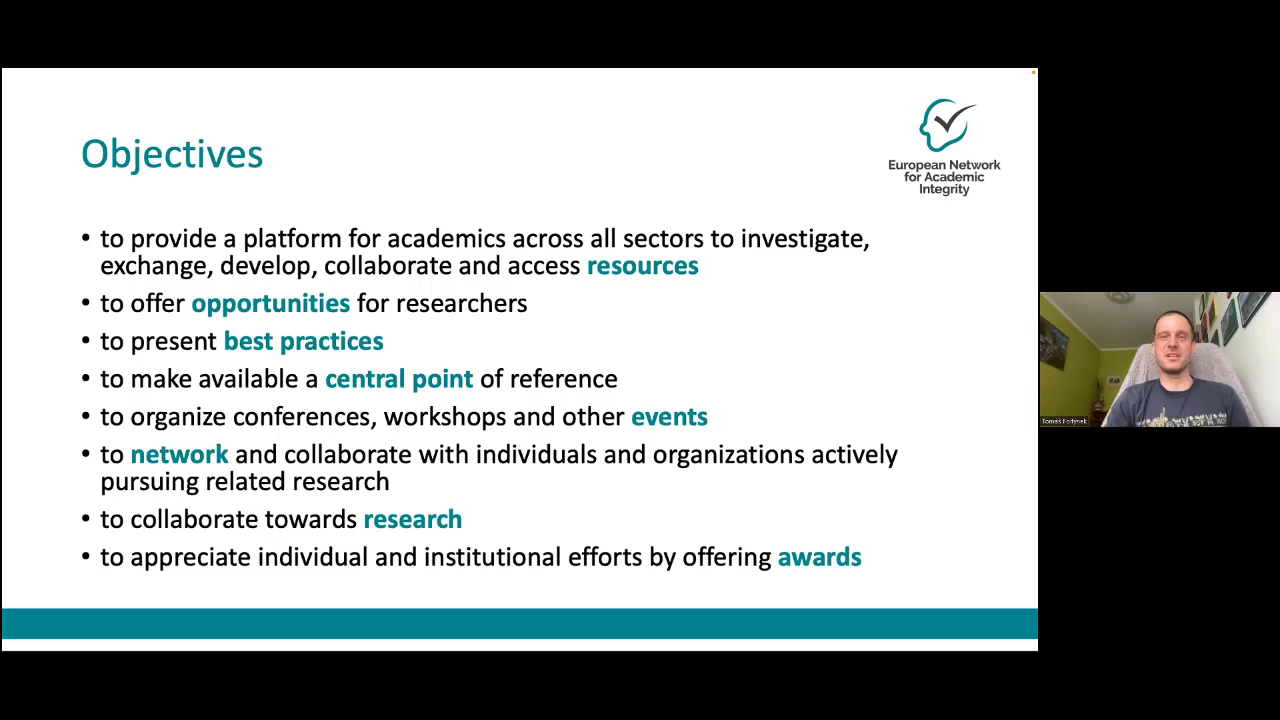 Objectives
European Network
for Academic
Integrity
• to provide a platform for academics across all sectors to investigate,
exchange, develop, collaborate and access resources
• to offer opportunities for researchers
• to present best practices
• to make available a central point of reference
• to organize conferences, workshops and other events
• to network and collaborate with individuals and organizations actively
pursuing related research
• to collaborate towards research
• to appreciate individual and institutional efforts by offering awards
Tomáš Foltýnek